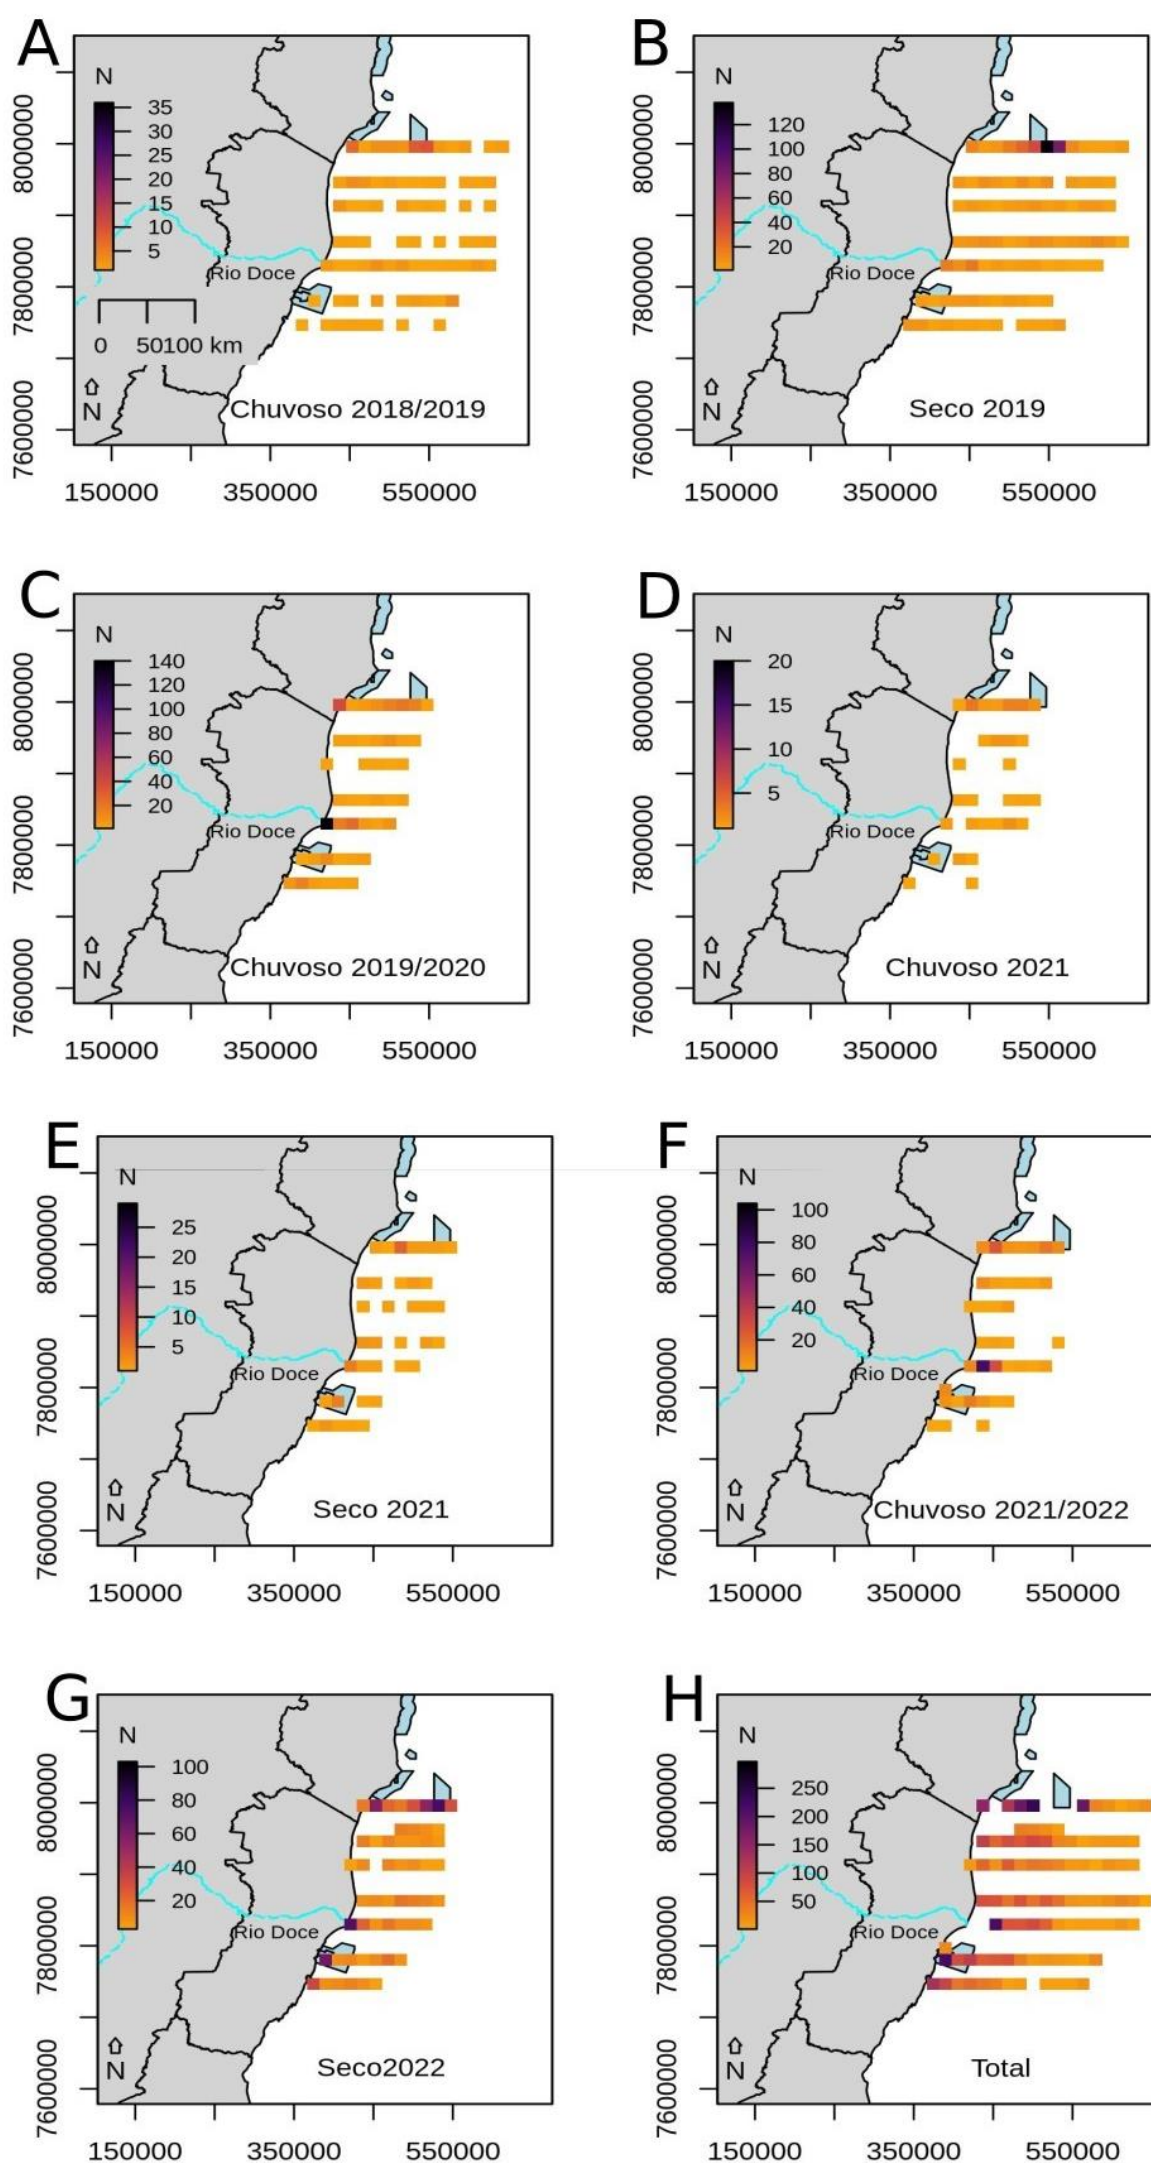 A
N
35
30
25
20
15
10
5
8000000
7800000
7600000
Rio Doce
0 50100 km
N
Chuvoso 2018/2019
150000 350000 550000
B
N
120
100
80
60
40
20
8000000
7800000
7600000
Rio Doce
N
Seco 2019
150000 350000 550000
C
N
140
120
100
80
60
40
20
8000000
7800000
7600000
Rio Doce
N
Chuvoso 2019/2020
150000 350000 550000
D
N
20
15
10
5
8000000
7800000
7600000
Rio Doce
N
Chuvoso 2021
150000 350000 550000
E
N
25
20
15
10
5
8000000
7800000
7600000
Rio Doce
N
Seco 2021
150000 350000 550000
F
N
100
80
60
40
20
8000000
7800000
7600000
Rio Doce
N
Chuvoso 2021/2022
150000 350000 550000
G
N
100
80
60
40
20
8000000
7800000
7600000
Rio Doce
N
Seco2022
150000 350000 550000
H
N
250
200
150
100
50
8000000
7800000
7600000
Rio Doce
N
Total
150000 350000 550000